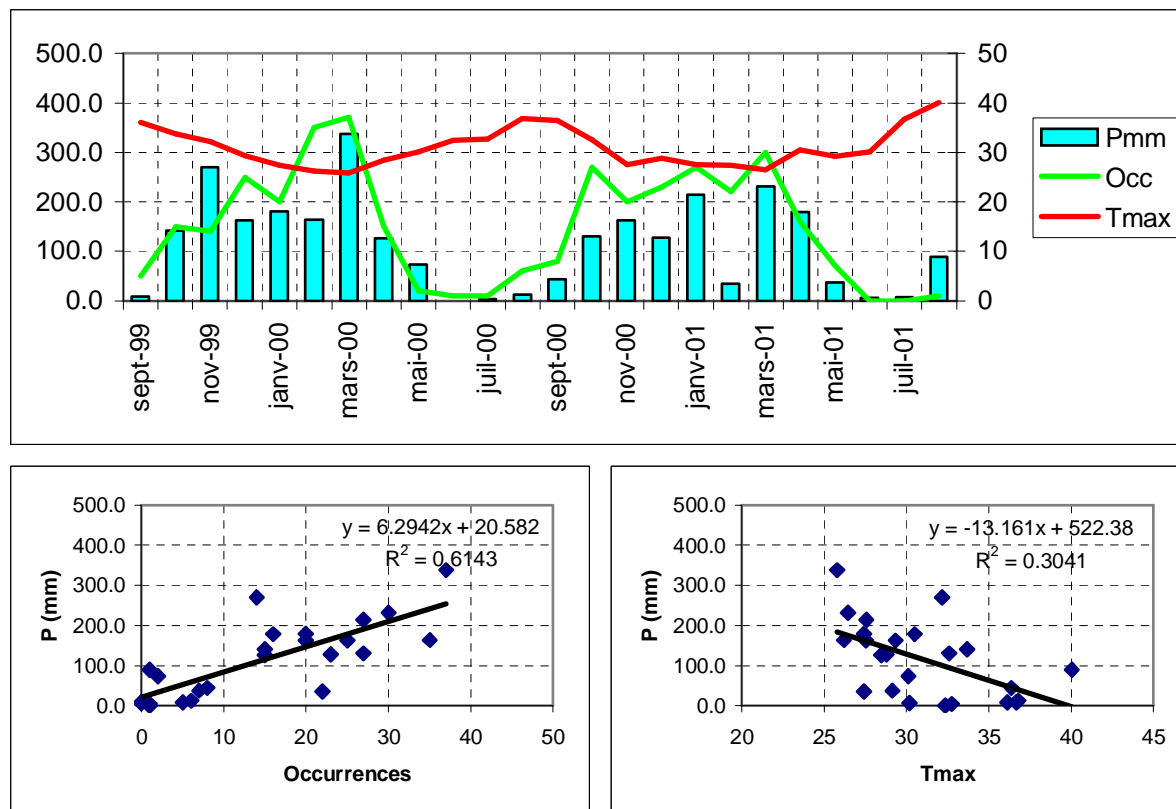 500.0
400.0
300.0
200.0
100.0
0.0
50
40
30
20
10
0
Pmm
Occ
Tmax
sept-99
nov-99
janv-00
mars-00
mai-00
juil-00
sept-00
nov-00
janv-01
mars-01
mai-01
juil-01
500.0
400.0
300.0
200.0
100.0
0.0
P (mm)
y = 6.2942x + 20.582
R² = 0.6143
0 10 20 30 40 50
Occurrences
500.0
400.0
300.0
200.0
100.0
0.0
P (mm)
y = -13.161x + 522.38
R² = 0.3041
20 25 30 35 40 45
Tmax